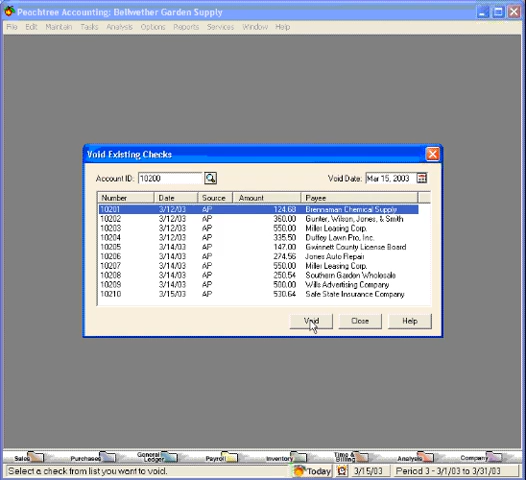 Peachtree Accounting: Bellwether Garden Supply
File Edit Maintain Tasks Analysis Options Reports Services Window Help
Void Existing Checks
Account ID: 10200 Void Date: Mar 15, 2003
Number Date Source Amount Payee
10201 3/12/03 AP 124.68 Brennaman Chemical Supply
10202 3/12/03 AP 360.00 Gunter, Wilson, Jones, & Smith
10203 3/12/03 AP 550.00 Miller Leasing Corp.
10204 3/12/03 AP 335.50 Duffey Lawn Pro, Inc.
10205 3/14/03 AP 147.00 Gwinnett County License Board
10206 3/14/03 AP 274.56 Jones Auto Repair
10207 3/14/03 AP 550.00 Miller Leasing Corp.
10208 3/14/03 AP 250.54 Southern Garden Wholesale
10209 3/14/03 AP 500.00 Wills Advertising Company
10210 3/15/03 AP 530.64 Safe State Insurance Company
Void Close Help
Sales Purchases General Ledger Payroll Inventory Time & Billing Analysis Company
Select a check from list you want to void. Today 3/15/03 Period 3 - 3/1/03 to 3/31/03